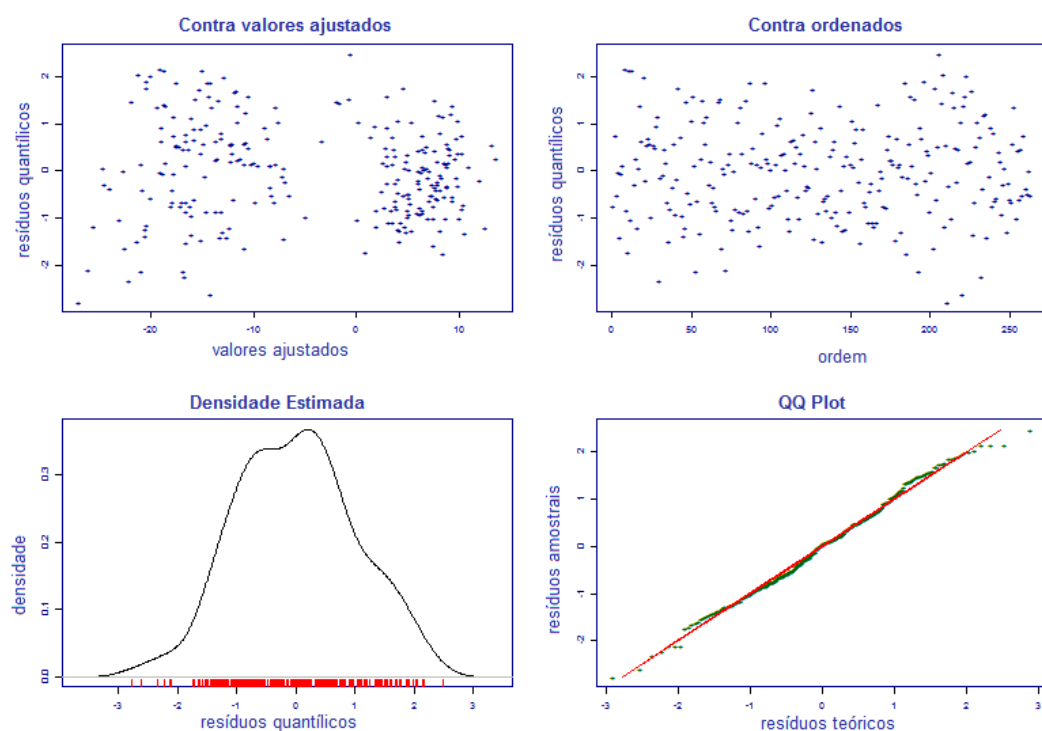 Contra valores ajustados
resíduos quantílicos
2
1
0
-1
-2
-20 -10 0 10
valores ajustados
Contra ordenados
resíduos quantílicos
2
1
0
-1
-2
0 50 100 150 200 250
ordem
Densidade Estimada
densidade
0.3
0.2
0.1
0.0
-3 -2 -1 0 1 2 3
resíduos quantílicos
QQ Plot
resíduos amostrais
2
1
0
-1
-2
-3 -2 -1 0 1 2 3
resíduos teóricos